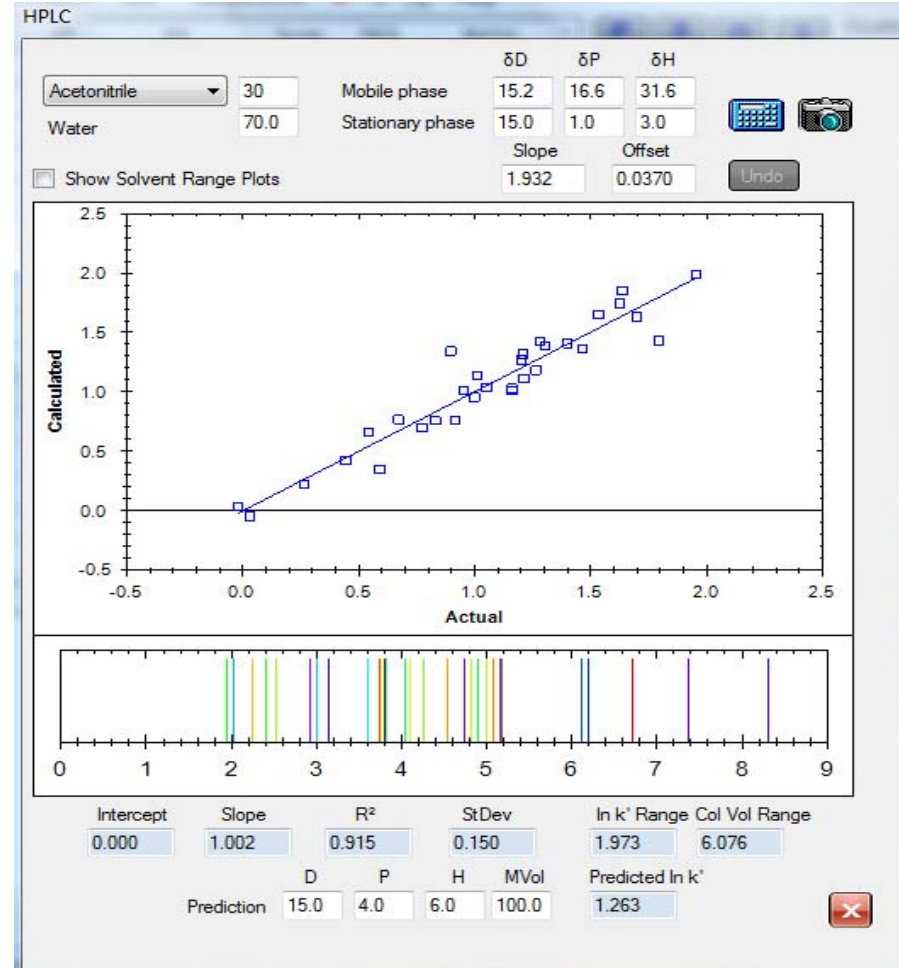 HPLC
δD δP δH
Acetonitrile 30 Mobile phase 15.2 16.6 31.6
Water 70.0 Stationary phase 15.0 1.0 3.0
Slope Offset
Show Solvent Range Plots 1.932 0.0370 Undo
2.5
2.0
1.5
1.0
0.5
0.0
-0.5
Calculated
-0.5 0.0 0.5 1.0 1.5 2.0 2.5
Actual
0 1 2 3 4 5 6 7 8 9
Intercept Slope R² StDev ln k' Range Col Vol Range
0.000 1.002 0.915 0.150 1.973 6.076
D P H MVol Predicted ln k'
Prediction 15.0 4.0 6.0 100.0 1.263